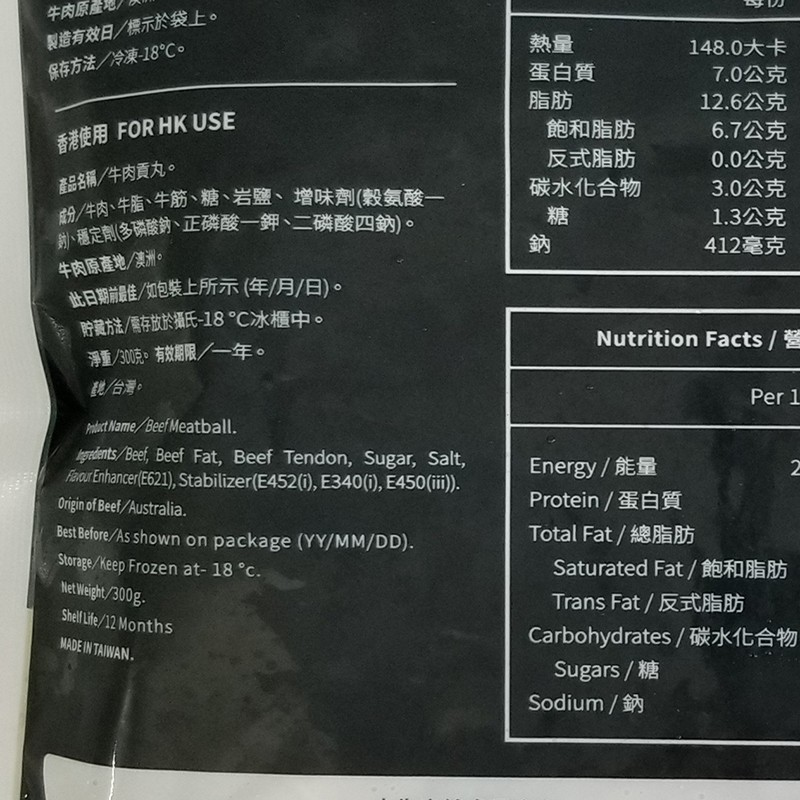 牛肉原產地/澳洲
製造有效日/標示於袋上。
保存方法/冷凍-18°C。
香港使用 FOR HK USE
產品名稱/牛肉貢丸。
成分/牛肉、牛脂、牛筋、糖、岩鹽、增味劑(穀氨酸一
鈉)、穩定劑(多磷酸鈉、正磷酸一鉀、二磷酸四鈉)。
牛肉原產地/澳洲。
此日期前最佳/如包裝上所示 (年/月/日)。
貯藏方法/需存放於攝氏-18 °C冰櫃中。
淨重/300克。有效期限/一年。
產地/台灣。
Product Name/Beef Meatball.
Ingredients/Beef, Beef Fat, Beef Tendon, Sugar, Salt,
Flavour Enhancer(E621), Stabilizer(E452(i), E340(i), E450(iii)).
Origin of Beef/Australia.
Best Before/As shown on package (YY/MM/DD).
Storage/Keep Frozen at- 18 °c.
Net Weight/300g.
Shelf Life/12 Months
MADE IN TAIWAN.
每份
熱量 148.0大卡
蛋白質 7.0公克
脂肪 12.6公克
飽和脂肪 6.7公克
反式脂肪 0.0公克
碳水化合物 3.0公克
糖 1.3公克
鈉 412毫克
Nutrition Facts / 營
Per 1
Energy / 能量 2
Protein / 蛋白質
Total Fat / 總脂肪
Saturated Fat / 飽和脂肪
Trans Fat / 反式脂肪
Carbohydrates / 碳水化合物
Sugars / 糖
Sodium / 鈉